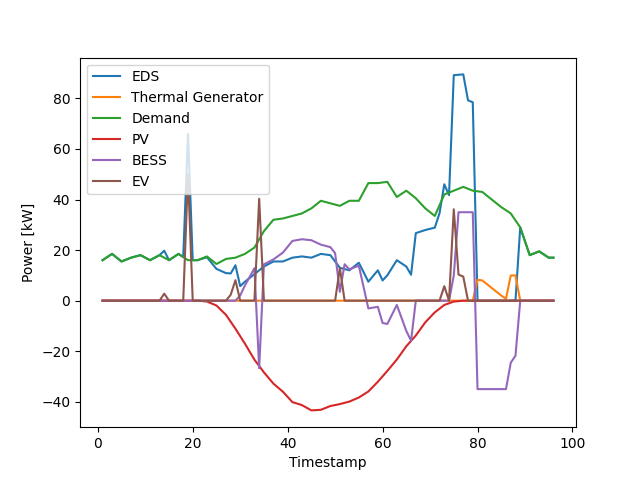 EDS
Thermal Generator
Demand
PV
BESS
EV
Power [kW]
80
60
40
20
0
−20
−40
0 20 40 60 80 100
Timestamp